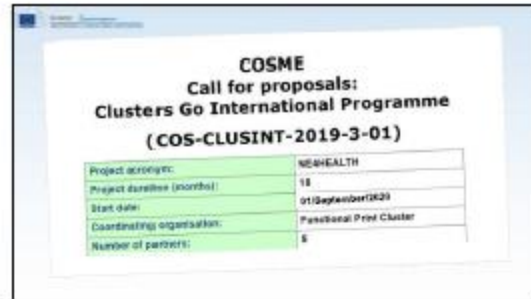 COSME
Call for proposals:
Clusters Go International Programme
(COS-CLUSINT-2019-3-01)
Project acronym: NE4HEALTH
Project duration (months): 18
Start date: 01/September/2020
Coordinating organisation: Functional Print Cluster
Number of partners: 5